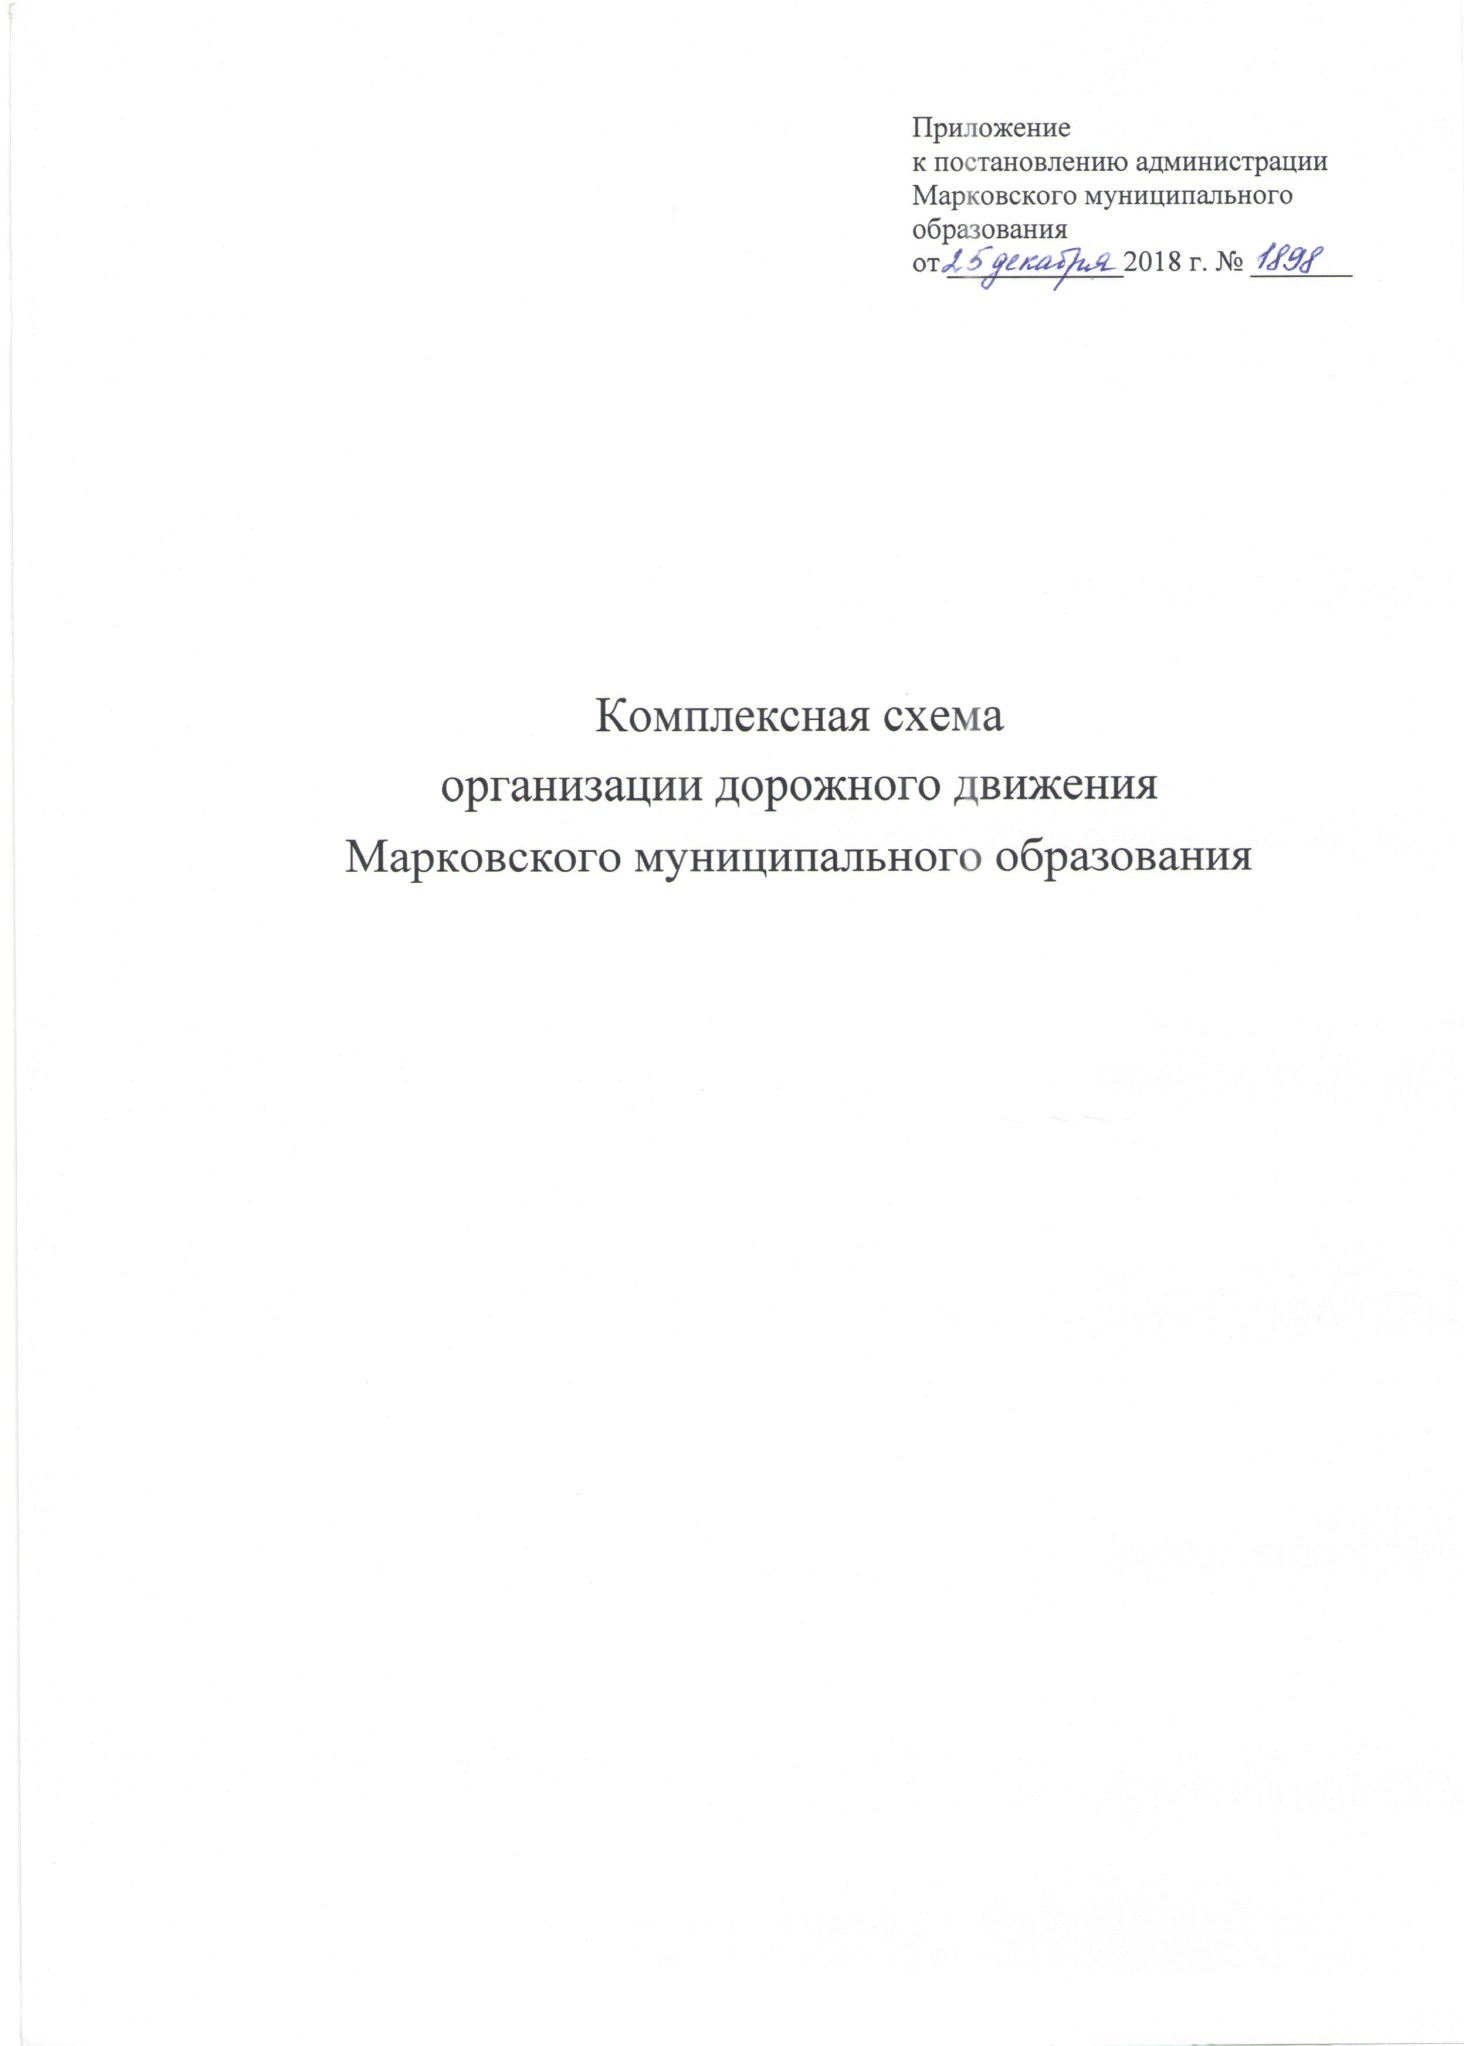 Приложение
к постановлению администрации
Марковского муниципального
образования
от 25 декабря 2018 г. № 1898
Комплексная схема
организации дорожного движения
Марковского муниципального образования